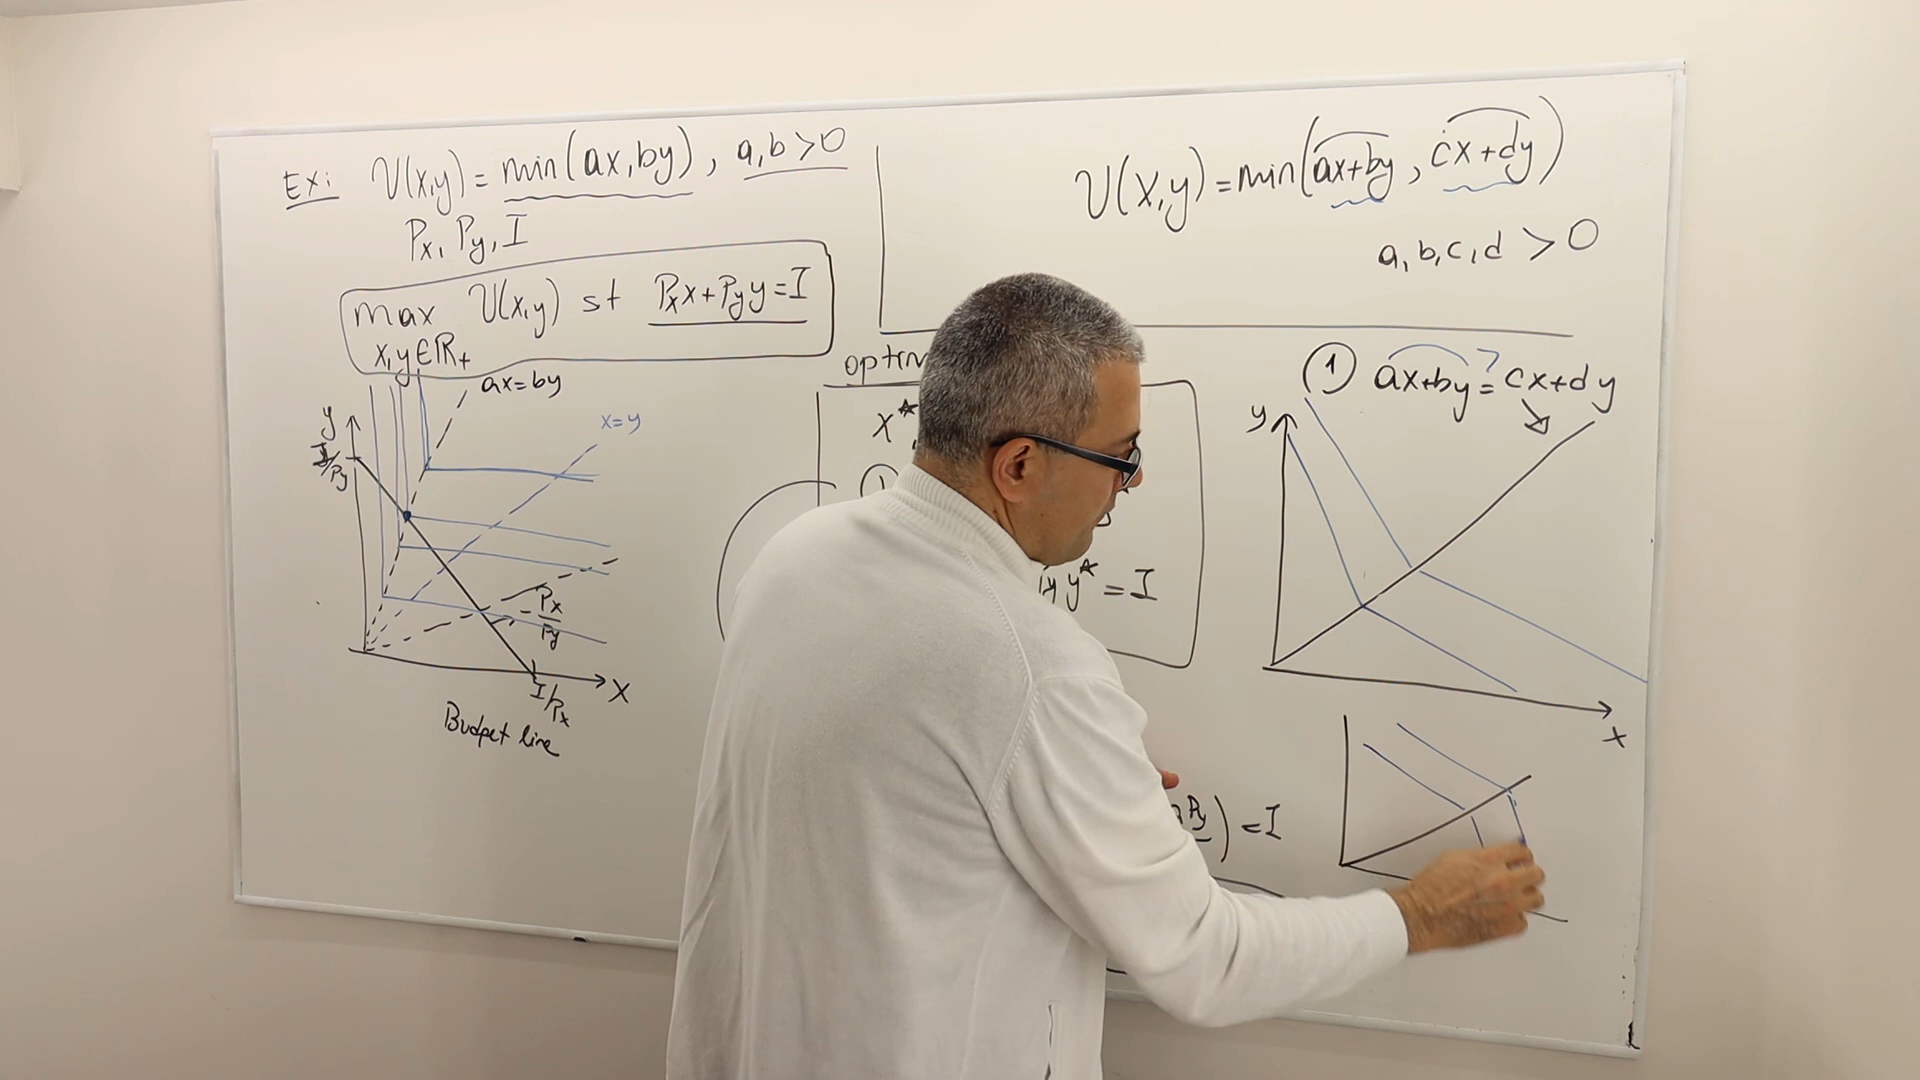 Ex: U(x,y) = min(ax,by), a,b>0
Px, Py, I
max U(x,y) st Pxx+Pyy=I
x,y∈R+
ax=by
x=y
y
I/Py
Px/Py
I/Px
x
Budget line
x*
1
y* = I
) = I
U(x,y) = min(ax+by, cx+dy)
a,b,c,d > 0
1 ax+by = cx+dy
?
y
x